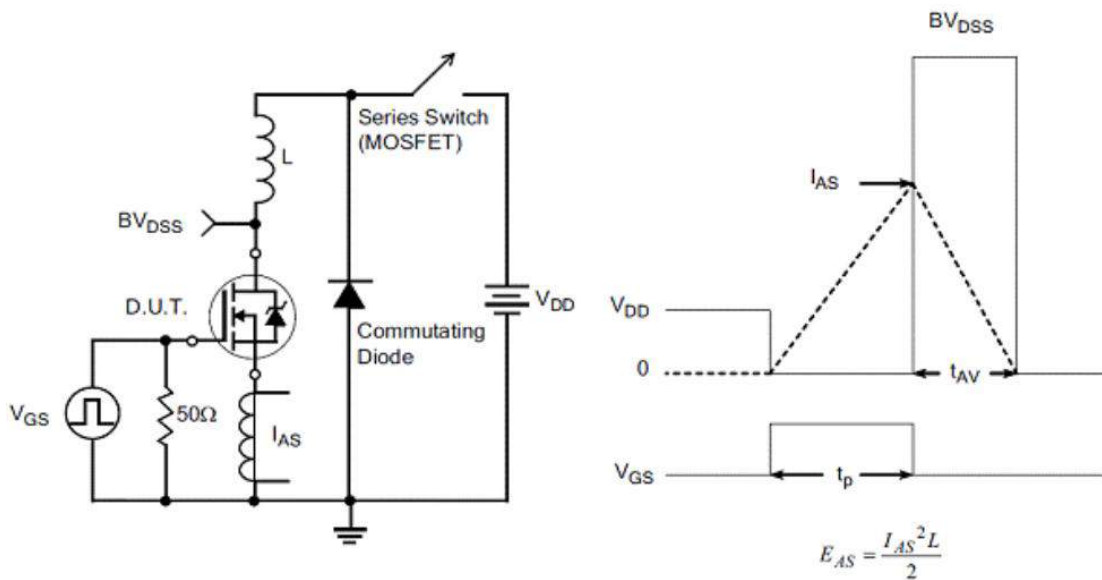 Series Switch
(MOSFET)
L
BV_DSS
D.U.T.
V_DD
Commutating
Diode
V_GS
50Ω
I_AS
BV_DSS
I_AS
V_DD
0
t_AV
V_GS
t_p
E_AS = I_AS² L / 2